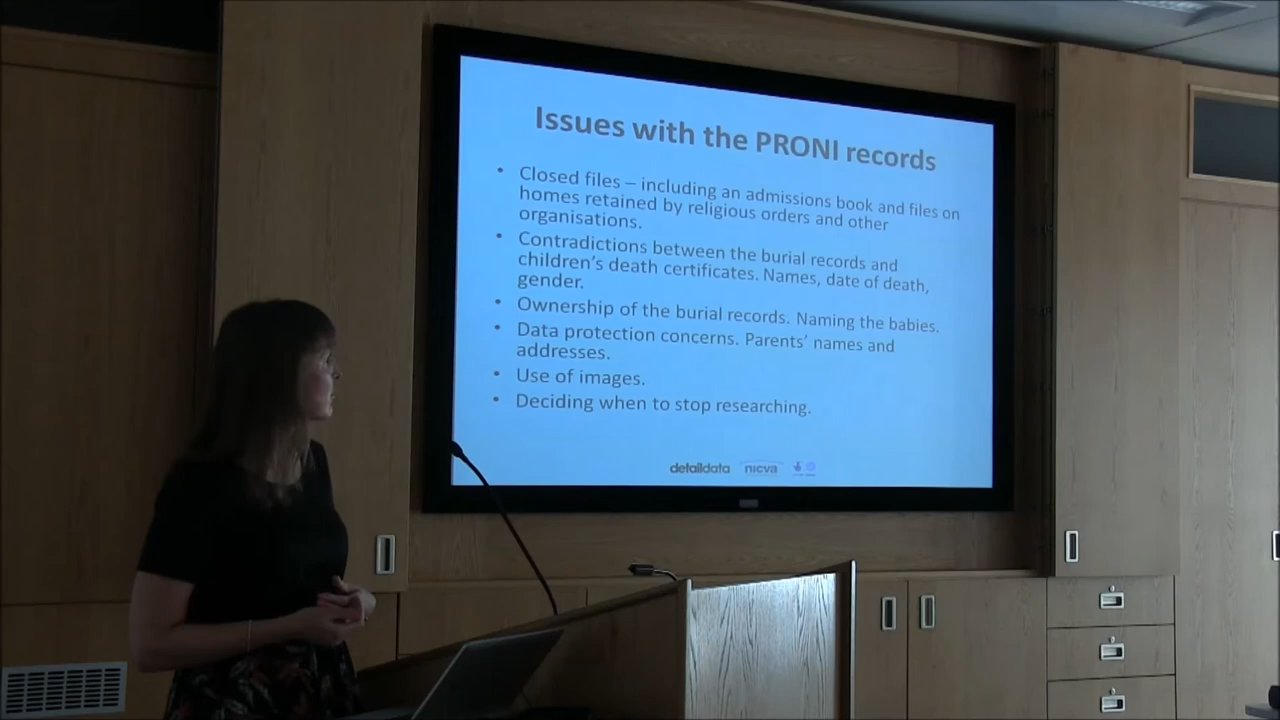 Issues with the PRONI records
• Closed files – including an admissions book and files on
homes retained by religious orders and other
organisations.
• Contradictions between the burial records and
children's death certificates. Names, date of death,
gender.
• Ownership of the burial records. Naming the babies.
• Data protection concerns. Parents' names and
addresses.
• Use of images.
• Deciding when to stop researching.
detaildata nicva